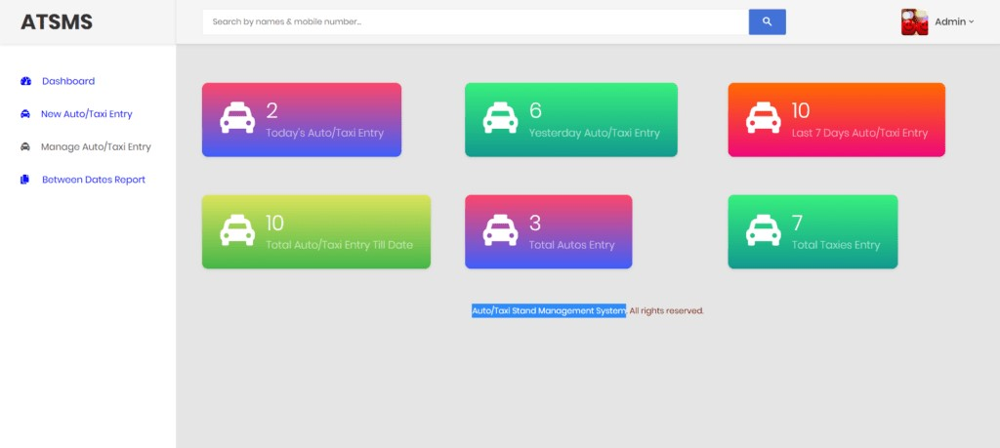 ATSMS
Search by names & mobile number...
Admin
Dashboard
New Auto/Taxi Entry
Manage Auto/Taxi Entry
Between Dates Report
2
Today's Auto/Taxi Entry
6
Yesterday Auto/Taxi Entry
10
Last 7 Days Auto/Taxi Entry
10
Total Auto/Taxi Entry Till Date
3
Total Autos Entry
7
Total Taxies Entry
Auto/Taxi Stand Management System All rights reserved.